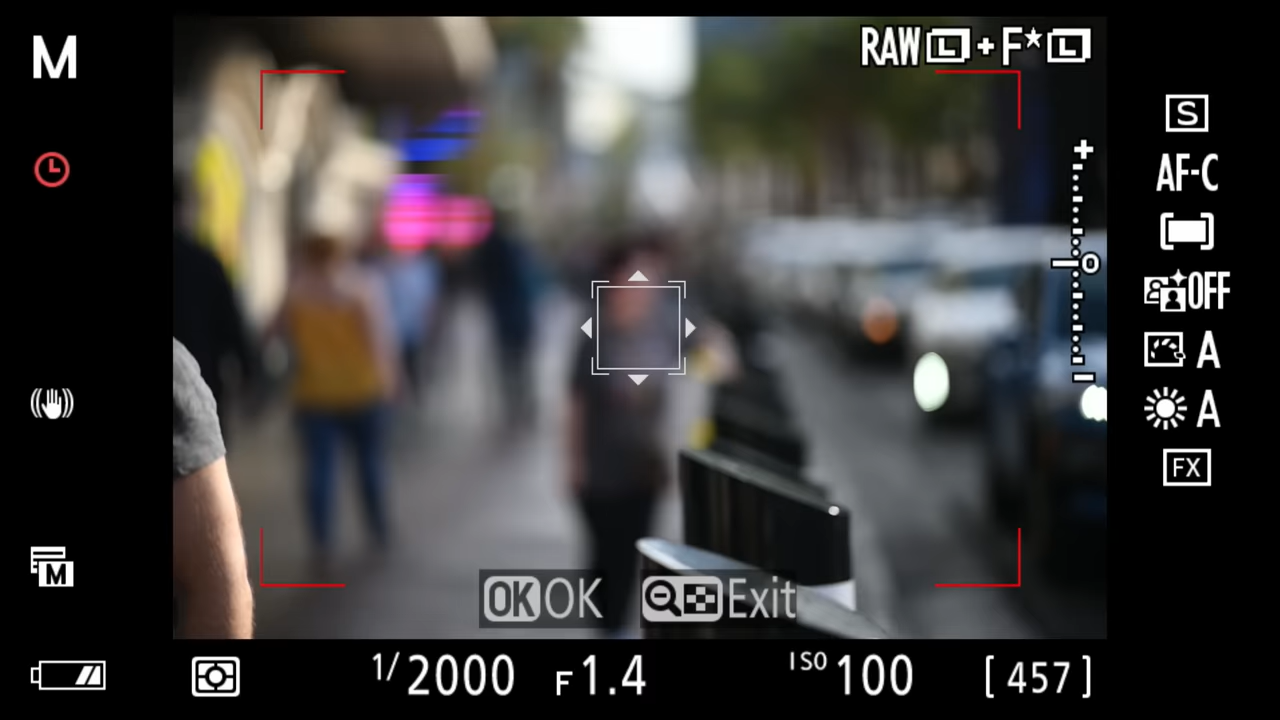 M
RAW L + F★ L
S
AF-C
OFF
A
A
FX
M
OK OK
Exit
1/2000 F1.4 ISO 100 [457]